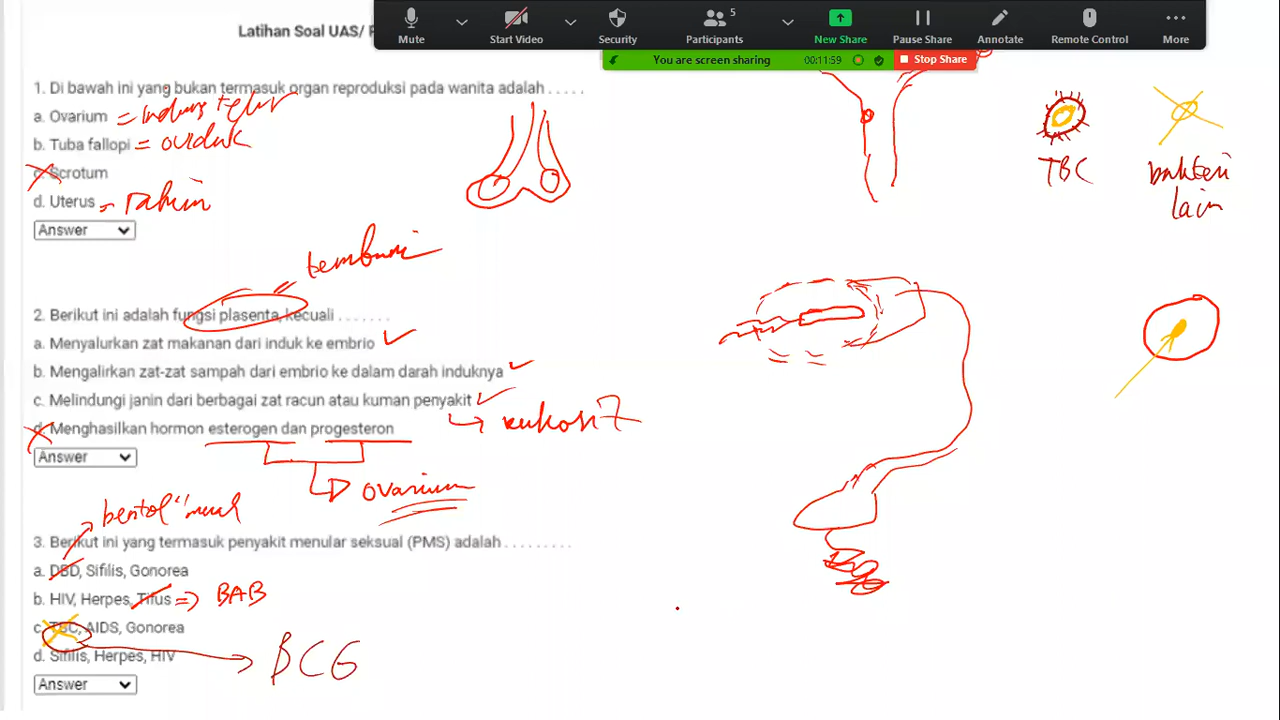 Latihan Soal UAS/
Mute
Start Video
Security
Participants
5
New Share
Pause Share
Annotate
Remote Control
More
You are screen sharing
00:11:59
Stop Share
1. Di bawah ini yang bukan termasuk organ reproduksi pada wanita adalah . . . . .
a. Ovarium = indung telur
b. Tuba fallopi = oviduk
c. Scrotum
d. Uterus = rahim
Answer
TBC
bakteri
lain
tembuni
2. Berikut ini adalah fungsi plasenta, kecuali . . . . . . .
a. Menyalurkan zat makanan dari induk ke embrio
b. Mengalirkan zat-zat sampah dari embrio ke dalam darah induknya
c. Melindungi janin dari berbagai zat racun atau kuman penyakit
d. Menghasilkan hormon esterogen dan progesteron
Answer
ovarium
3. Berikut ini yang termasuk penyakit menular seksual (PMS) adalah . . . . . . . . .
a. DBD, Sifilis, Gonorea
b. HIV, Herpes, Tifus => BAB
c. TBC, AIDS, Gonorea
d. Sifilis, Herpes, HIV
BCG
Answer